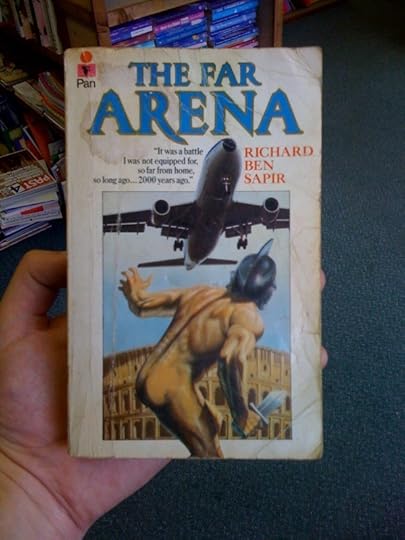 Pan
THE FAR
ARENA
"It was a battle
I was not equipped for,
so far from home,
so long ago... 2000 years ago."
RICHARD
BEN
SAPIR